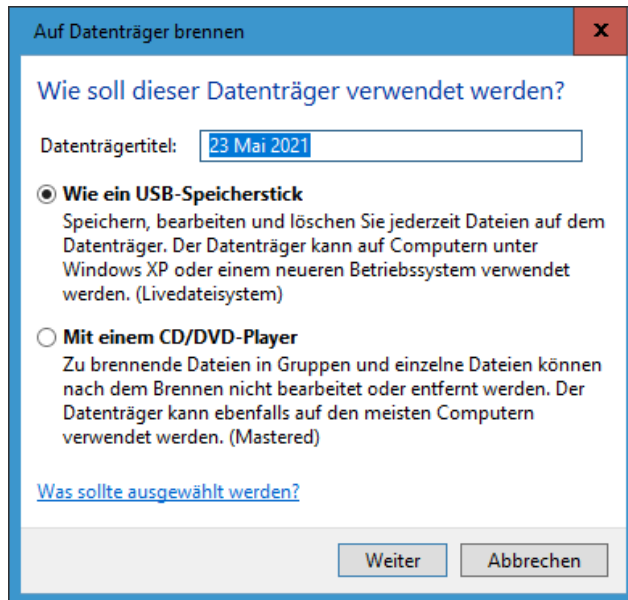 Auf Datenträger brennen
x
Wie soll dieser Datenträger verwendet werden?
Datenträgertitel: 23 Mai 2021
Wie ein USB-Speicherstick
Speichern, bearbeiten und löschen Sie jederzeit Dateien auf dem
Datenträger. Der Datenträger kann auf Computern unter
Windows XP oder einem neueren Betriebssystem verwendet
werden. (Livedateisystem)
Mit einem CD/DVD-Player
Zu brennende Dateien in Gruppen und einzelne Dateien können
nach dem Brennen nicht bearbeitet oder entfernt werden. Der
Datenträger kann ebenfalls auf den meisten Computern
verwendet werden. (Mastered)
Was sollte ausgewählt werden?
Weiter Abbrechen